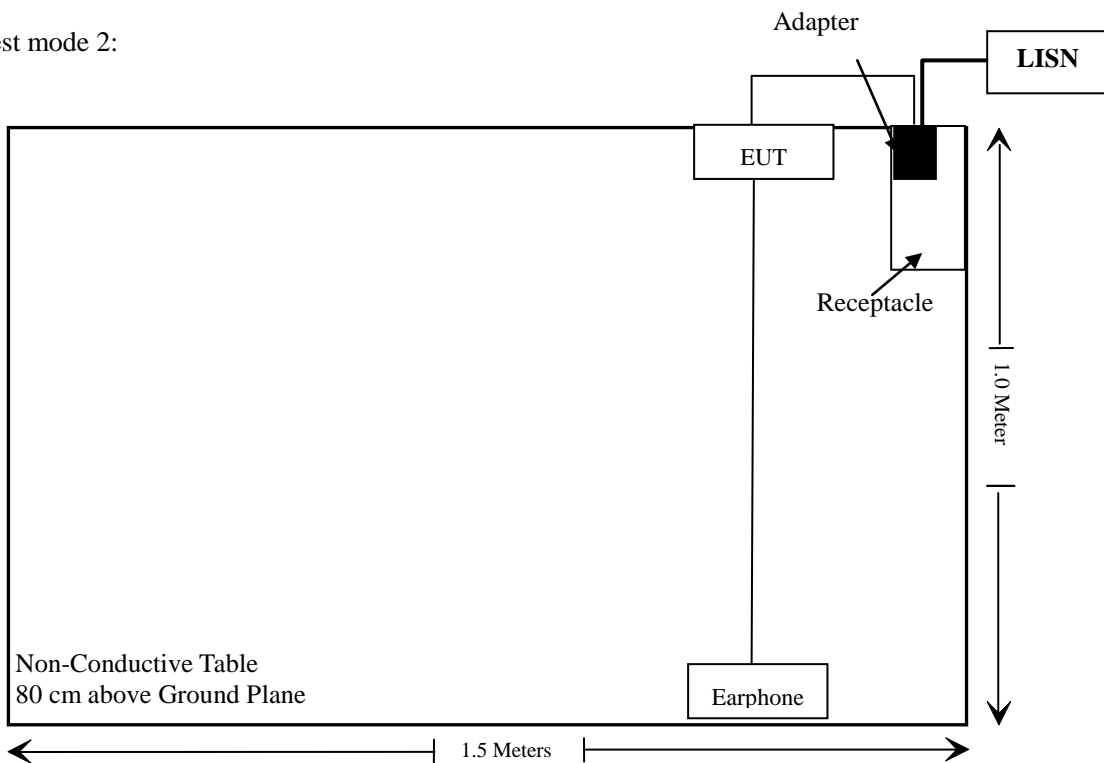 Adapter
est mode 2:
LISN
EUT
Receptacle
1.0 Meter
Non-Conductive Table
80 cm above Ground Plane
Earphone
1.5 Meters